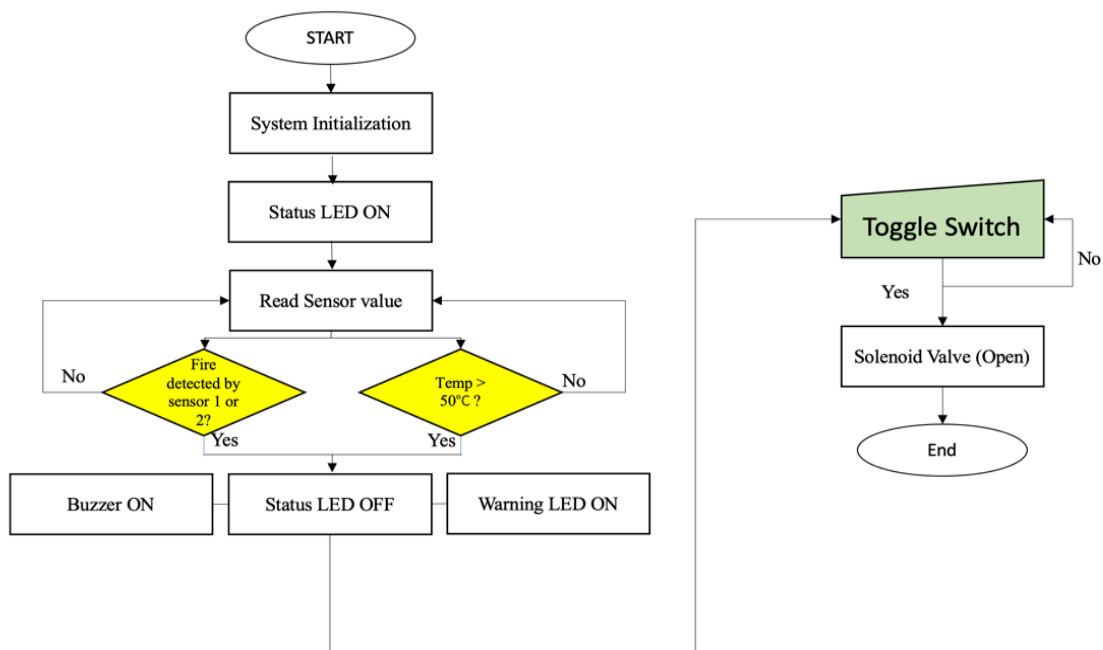 START
System Initialization
Status LED ON
Read Sensor value
Fire
detected by
sensor 1 or
2?
No
Yes
Temp >
50°C ?
No
Yes
Buzzer ON
Status LED OFF
Warning LED ON
Toggle Switch
No
Yes
Solenoid Valve (Open)
End